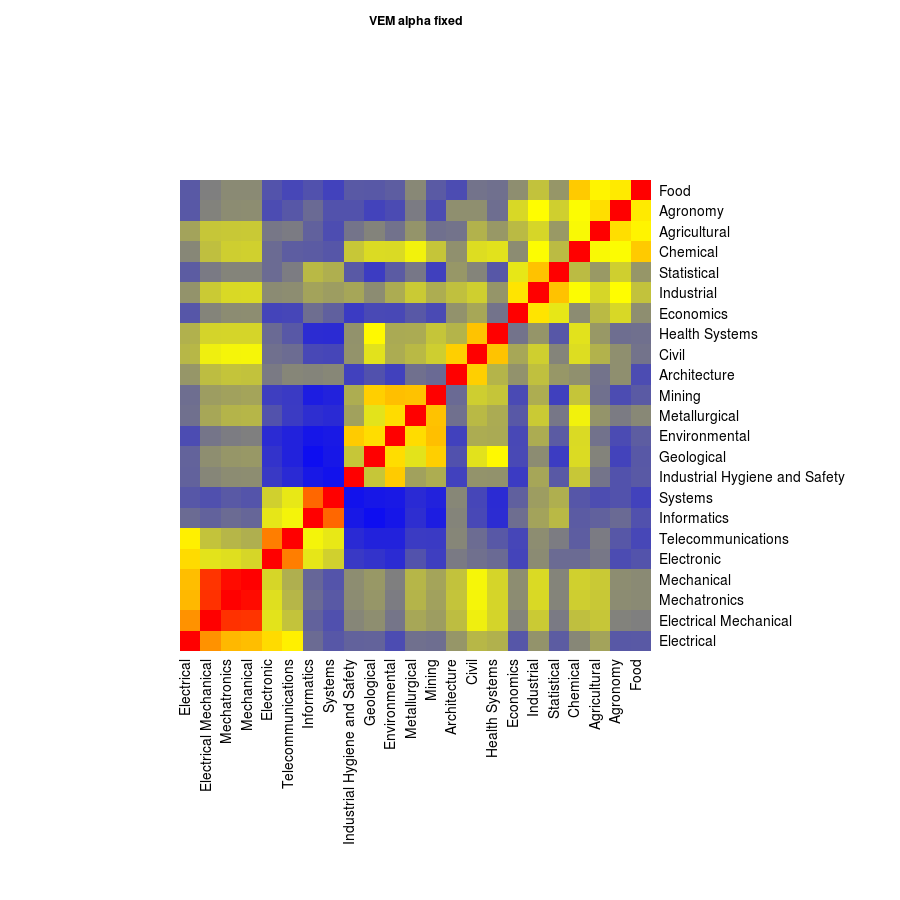 VEM alpha fixed
Food
Agronomy
Agricultural
Chemical
Statistical
Industrial
Economics
Health Systems
Civil
Architecture
Mining
Metallurgical
Environmental
Geological
Industrial Hygiene and Safety
Systems
Informatics
Telecommunications
Electronic
Mechanical
Mechatronics
Electrical Mechanical
Electrical
Electrical
Electrical Mechanical
Mechatronics
Mechanical
Electronic
Telecommunications
Informatics
Systems
Industrial Hygiene and Safety
Geological
Environmental
Metallurgical
Mining
Architecture
Civil
Health Systems
Economics
Industrial
Statistical
Chemical
Agricultural
Agronomy
Food